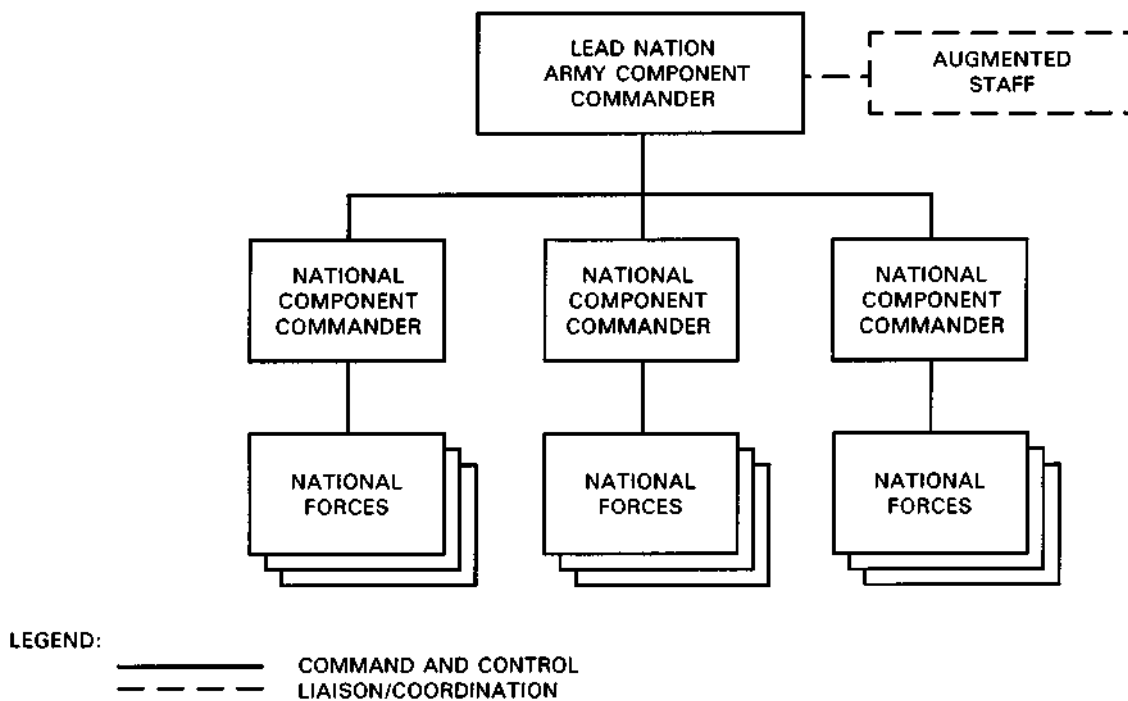 LEAD NATION
ARMY COMPONENT
COMMANDER
AUGMENTED
STAFF
NATIONAL
COMPONENT
COMMANDER
NATIONAL
COMPONENT
COMMANDER
NATIONAL
COMPONENT
COMMANDER
NATIONAL
FORCES
NATIONAL
FORCES
NATIONAL
FORCES
LEGEND:
COMMAND AND CONTROL
LIAISON/COORDINATION